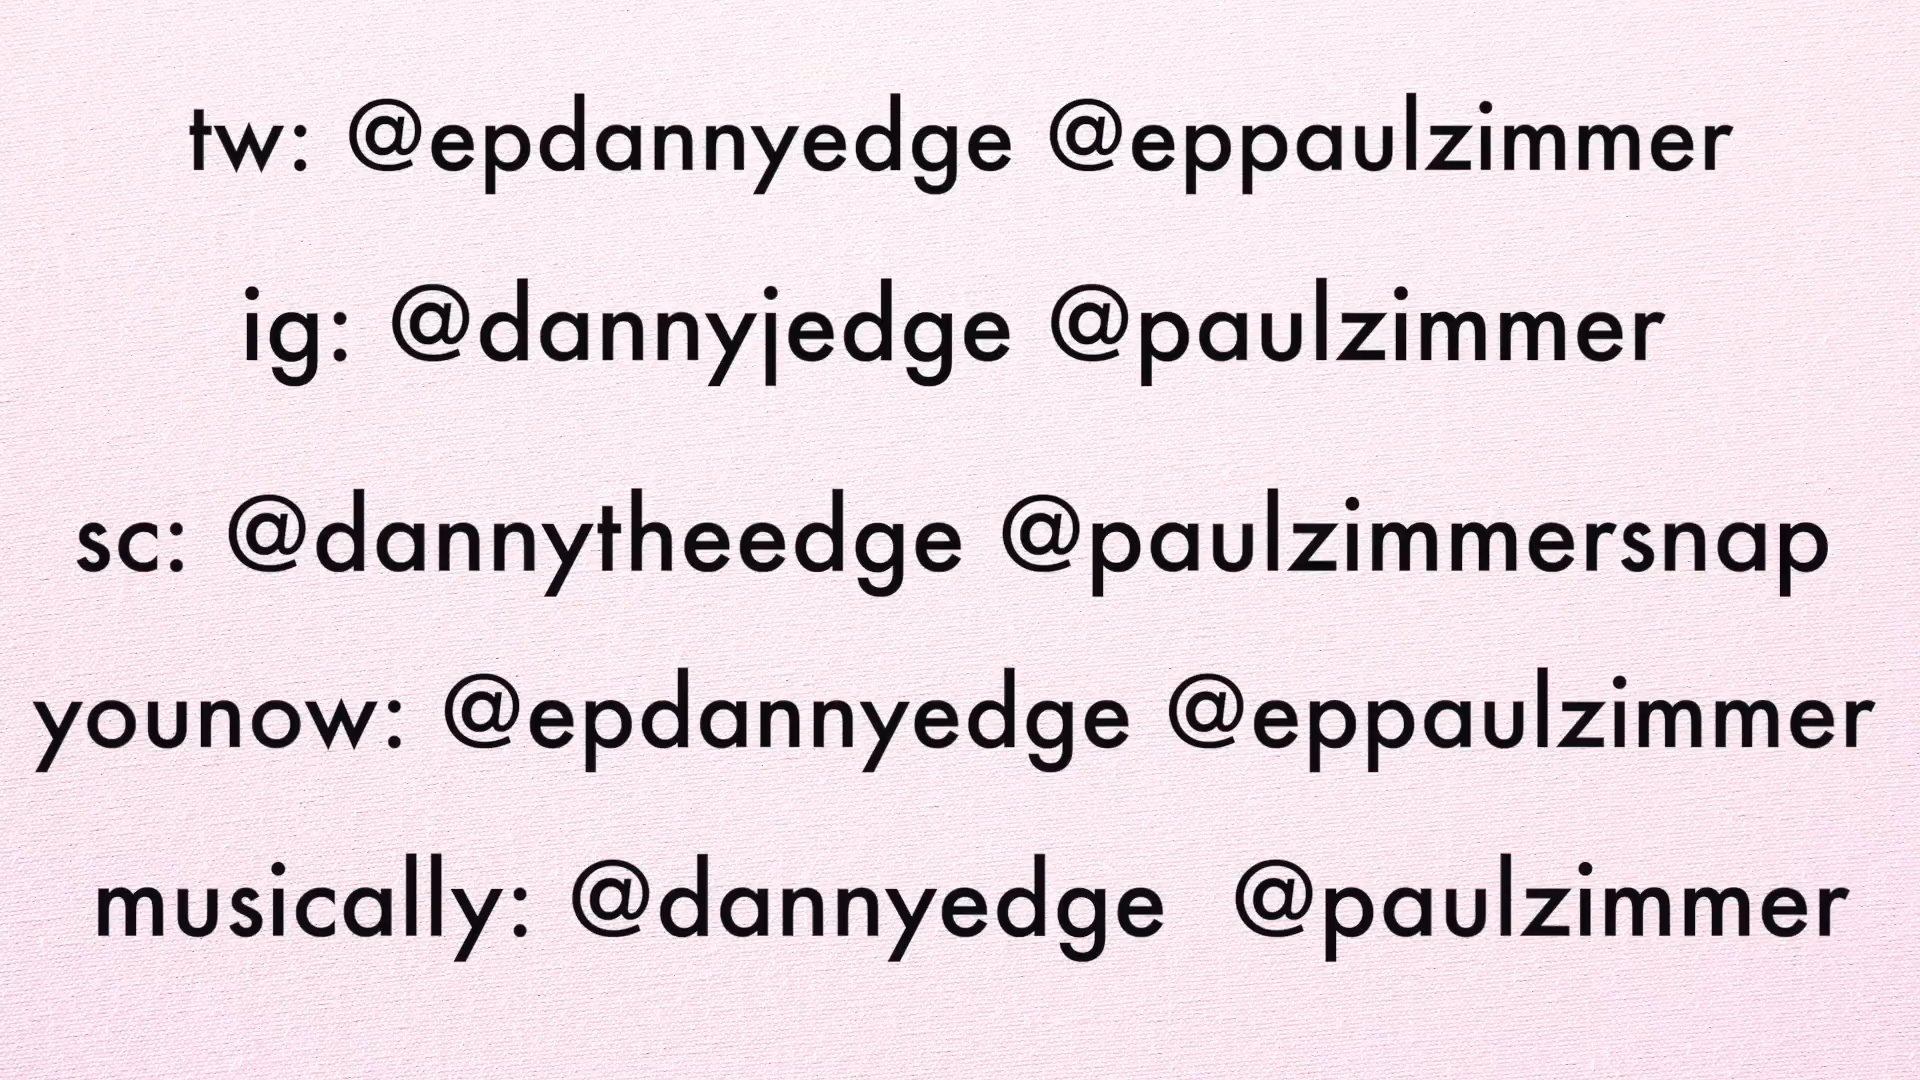 tw: @epdannyedge @eppaulzimmer
ig: @dannyjedge @paulzimmer
sc: @dannytheedge @paulzimmersnap
younow: @epdannyedge @eppaulzimmer
musically: @dannyedge @paulzimmer